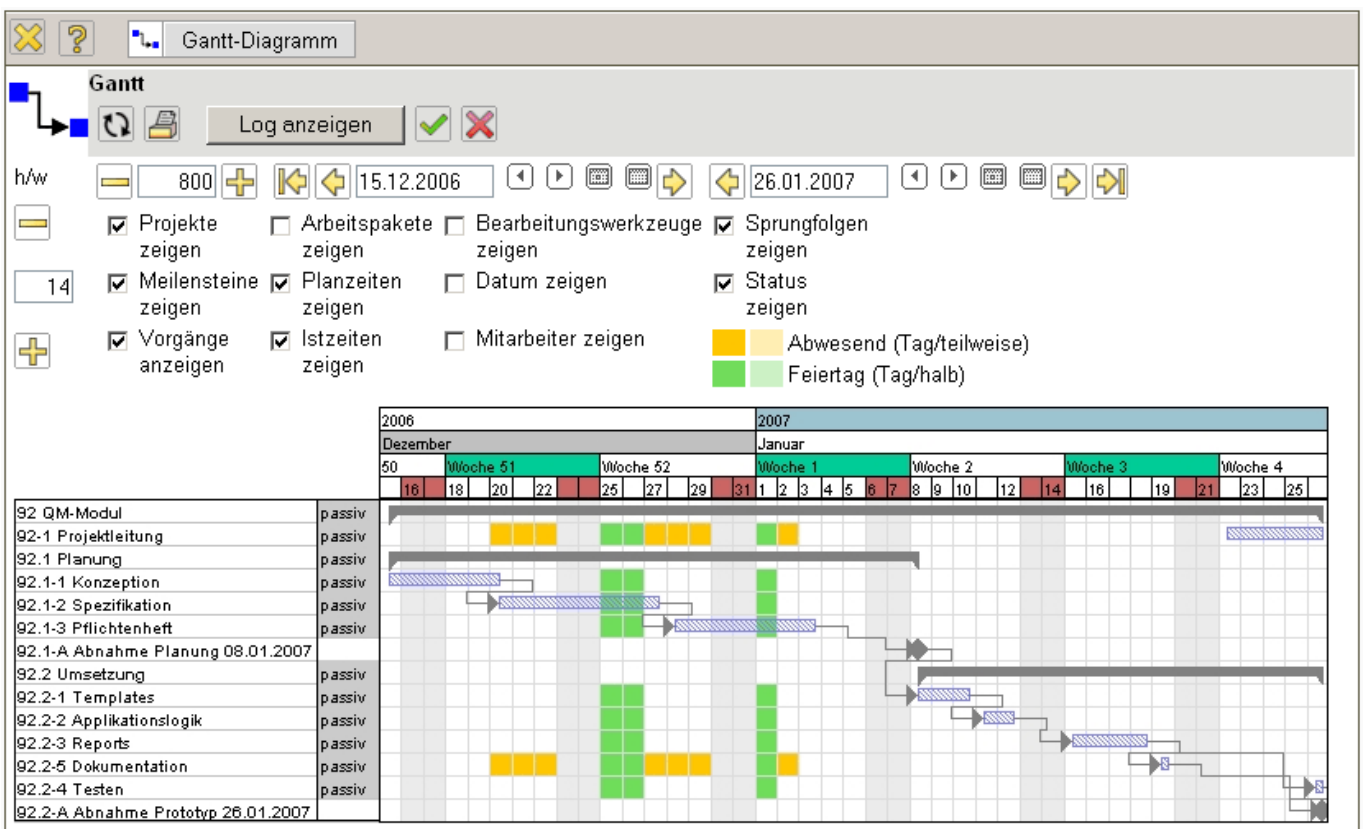 Gantt-Diagramm
Gantt
Log anzeigen
h/w
800 15.12.2006 26.01.2007
Projekte zeigen
Arbeitspakete zeigen
Bearbeitungswerkzeuge zeigen
Sprungfolgen zeigen
14
Meilensteine zeigen
Planzeiten zeigen
Datum zeigen
Status zeigen
Vorgänge anzeigen
Istzeiten zeigen
Mitarbeiter zeigen
Abwesend (Tag/teilweise)
Feiertag (Tag/halb)
2006 2007
Dezember Januar
50 Woche 51 Woche 52 Woche 1 Woche 2 Woche 3 Woche 4
16 18 20 22 25 27 29 31 1 2 3 4 5 6 7 8 9 10 12 14 16 19 21 23 25
92 QM-Modul passiv
92-1 Projektleitung passiv
92.1 Planung passiv
92.1-1 Konzeption passiv
92.1-2 Spezifikation passiv
92.1-3 Pflichtenheft passiv
92.1-A Abnahme Planung 08.01.2007
92.2 Umsetzung passiv
92.2-1 Templates passiv
92.2-2 Applikationslogik passiv
92.2-3 Reports passiv
92.2-5 Dokumentation passiv
92.2-4 Testen passiv
92.2-A Abnahme Prototyp 26.01.2007